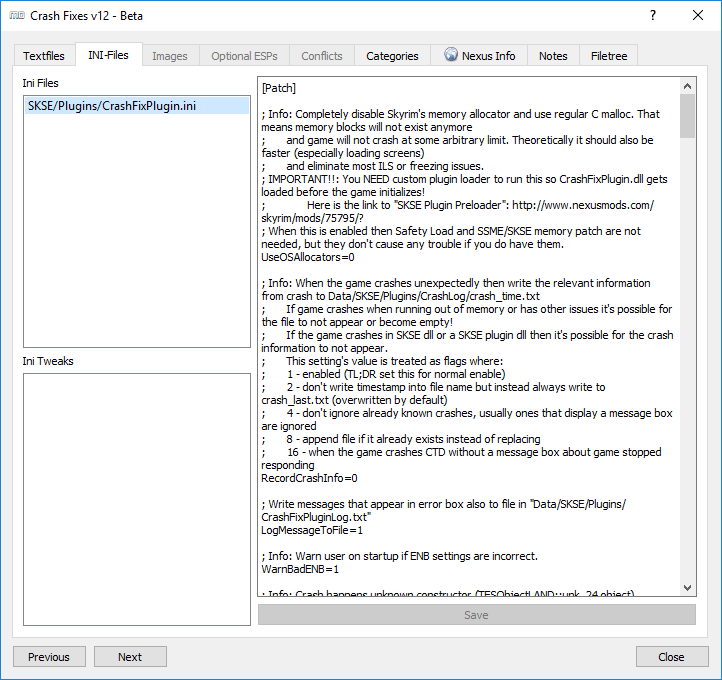 Crash Fixes v12 - Beta
?
Textfiles
INI-Files
Images
Optional ESPs
Conflicts
Categories
Nexus Info
Notes
Filetree
Ini Files
SKSE/Plugins/CrashFixPlugin.ini
Ini Tweaks
[Patch]
; Info: Completely disable Skyrim's memory allocator and use regular C malloc. That
means memory blocks will not exist anymore
;       and game will not crash at some arbitrary limit. Theoretically it should also be
faster (especially loading screens)
;       and eliminate most ILS or freezing issues.
; IMPORTANT!!: You NEED custom plugin loader to run this so CrashFixPlugin.dll gets
loaded before the game initializes!
;             Here is the link to "SKSE Plugin Preloader": http://www.nexusmods.com/
skyrim/mods/75795/?
; When this is enabled then Safety Load and SSME/SKSE memory patch are not
needed, but they don't cause any trouble if you do have them.
UseOSAllocators=0
; Info: When the game crashes unexpectedly then write the relevant information
from crash to Data/SKSE/Plugins/CrashLog/crash_time.txt
;       If game crashes when running out of memory or has other issues it's possible for
the file to not appear or become empty!
;       If the game crashes in SKSE dll or a SKSE plugin dll then it's possible for the crash
information to not appear.
;       This setting's value is treated as flags where:
;       1 - enabled (TL;DR set this for normal enable)
;       2 - don't write timestamp into file name but instead always write to
crash_last.txt (overwritten by default)
;       4 - don't ignore already known crashes, usually ones that display a message box
are ignored
;       8 - append file if it already exists instead of replacing
;       16 - when the game crashes CTD without a message box about game stopped
responding
RecordCrashInfo=0
; Write messages that appear in error box also to file in "Data/SKSE/Plugins/
CrashFixPluginLog.txt"
LogMessageToFile=1
; Info: Warn user on startup if ENB settings are incorrect.
WarnBadENB=1
; Info: Crash happens unknown constructor (TESObjectLAND::unk_24 object)
Save
Previous
Next
Close